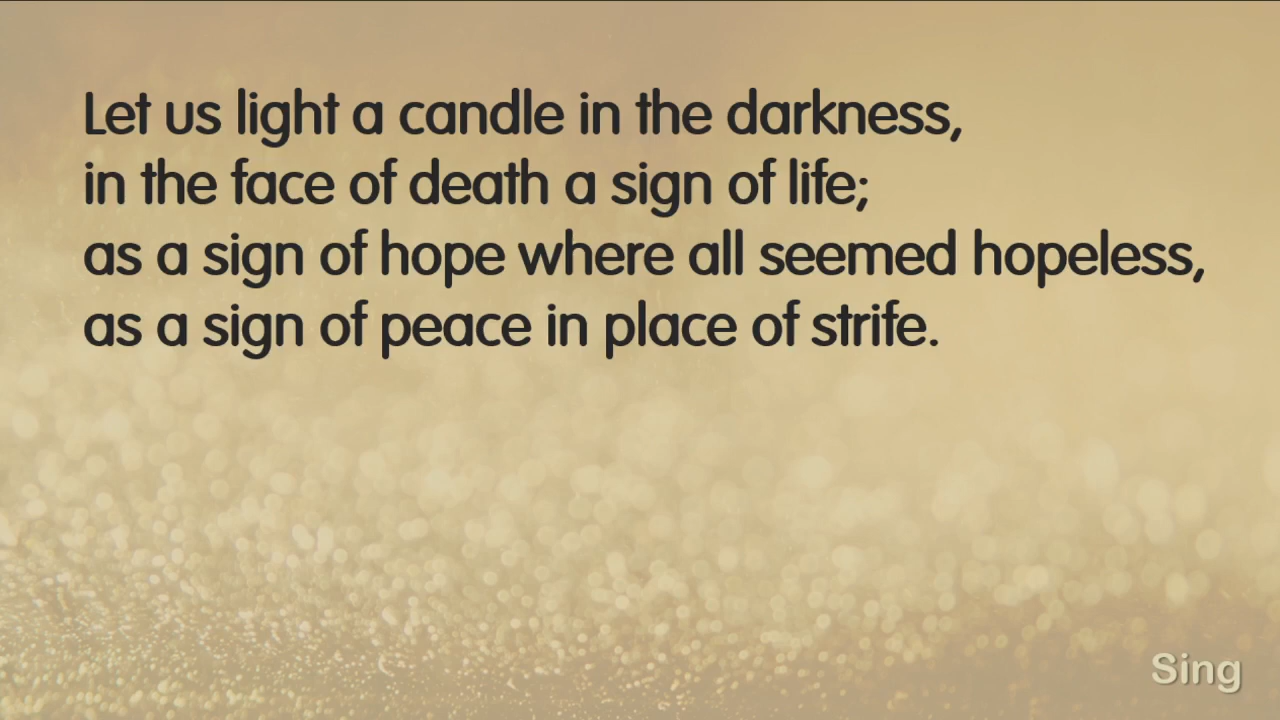 Let us light a candle in the darkness,
in the face of death a sign of life;
as a sign of hope where all seemed hopeless,
as a sign of peace in place of strife.
Sing